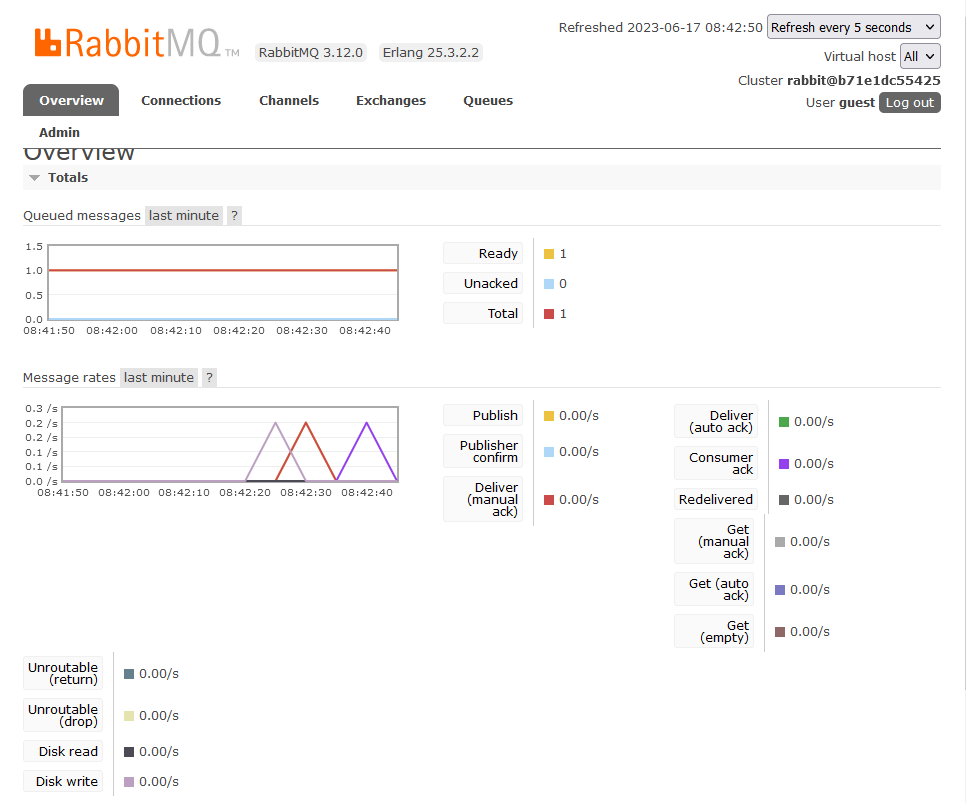 RabbitMQ TM
RabbitMQ 3.12.0 Erlang 25.3.2.2
Refreshed 2023-06-17 08:42:50 Refresh every 5 seconds
Virtual host All
Cluster rabbit@b71e1dc55425
User guest Log out
Overview Connections Channels Exchanges Queues
Admin
Overview
Totals
Queued messages last minute ?
1.5
1.0
0.5
0.0
08:41:50 08:42:00 08:42:10 08:42:20 08:42:30 08:42:40
Ready 1
Unacked 0
Total 1
Message rates last minute ?
0.3 /s
0.2 /s
0.2 /s
0.1 /s
0.1 /s
0.0 /s
08:41:50 08:42:00 08:42:10 08:42:20 08:42:30 08:42:40
Publish 0.00/s
Publisher
confirm 0.00/s
Deliver
(manual
ack) 0.00/s
Deliver
(auto ack) 0.00/s
Consumer
ack 0.00/s
Redelivered 0.00/s
Get
(manual
ack) 0.00/s
Get (auto
ack) 0.00/s
Get
(empty) 0.00/s
Unroutable
(return) 0.00/s
Unroutable
(drop) 0.00/s
Disk read 0.00/s
Disk write 0.00/s